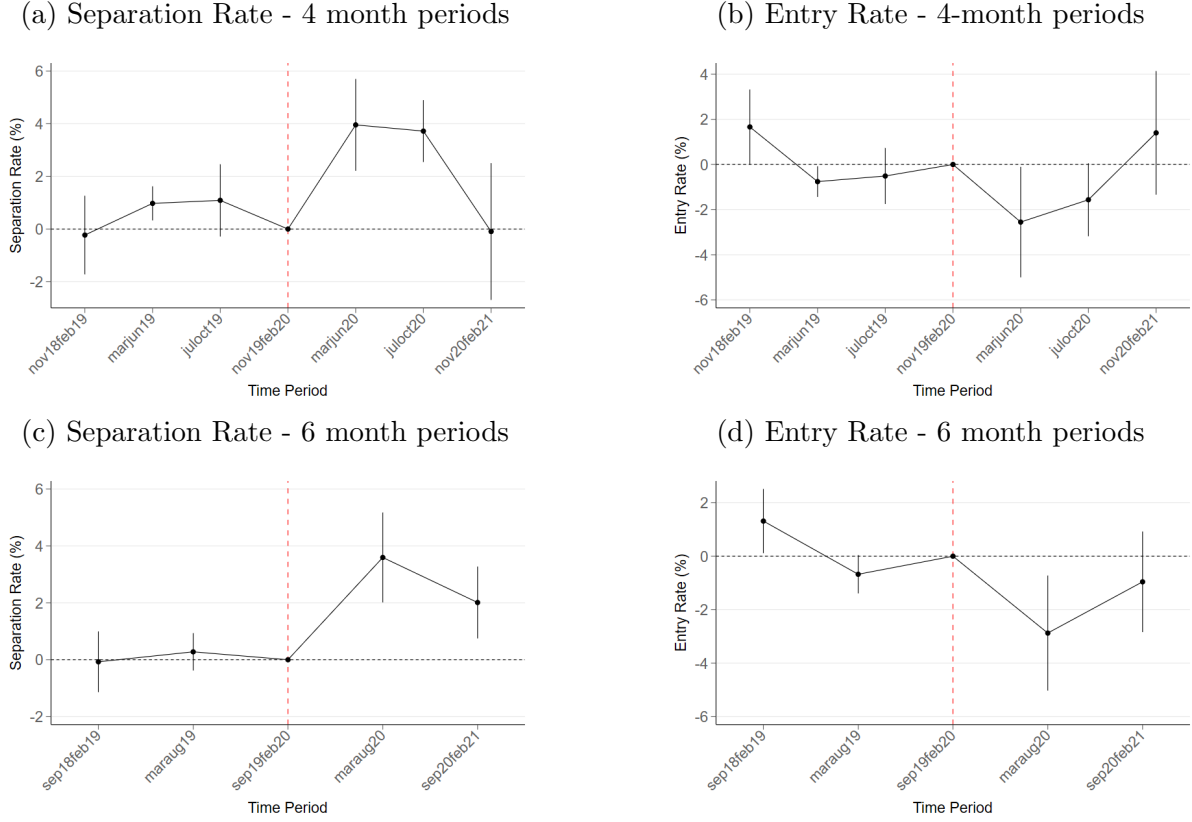 (a) Separation Rate - 4 month periods
Separation Rate (%)
6
4
2
0
-2
nov18feb19
marjun19
juloct19
nov19feb20
marjun20
juloct20
nov20feb21
Time Period
(b) Entry Rate - 4-month periods
Entry Rate (%)
4
2
0
-2
-4
-6
nov18feb19
marjun19
juloct19
nov19feb20
marjun20
juloct20
nov20feb21
Time Period
(c) Separation Rate - 6 month periods
Separation Rate (%)
6
4
2
0
-2
sep18feb19
maraug19
sep19feb20
maraug20
sep20feb21
Time Period
(d) Entry Rate - 6 month periods
Entry Rate (%)
2
0
-2
-4
-6
sep18feb19
maraug19
sep19feb20
maraug20
sep20feb21
Time Period